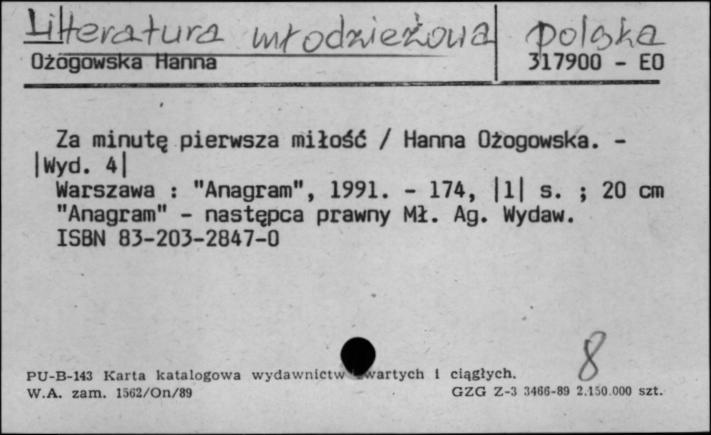 Literatura młodzieżowa polska
Ożogowska Hanna 317900 - EO
Za minutę pierwsza miłość / Hanna Ożogowska. -
|Wyd. 4|
Warszawa : "Anagram", 1991. - 174, |1| s. ; 20 cm
"Anagram" - następca prawny Mł. Ag. Wydaw.
ISBN 83-203-2847-0
8
PU-B-143 Karta katalogowa wydawnictw wartych i ciągłych.
W.A. zam. 1562/On/89 GZG Z-3 3466-89 2.150.000 szt.